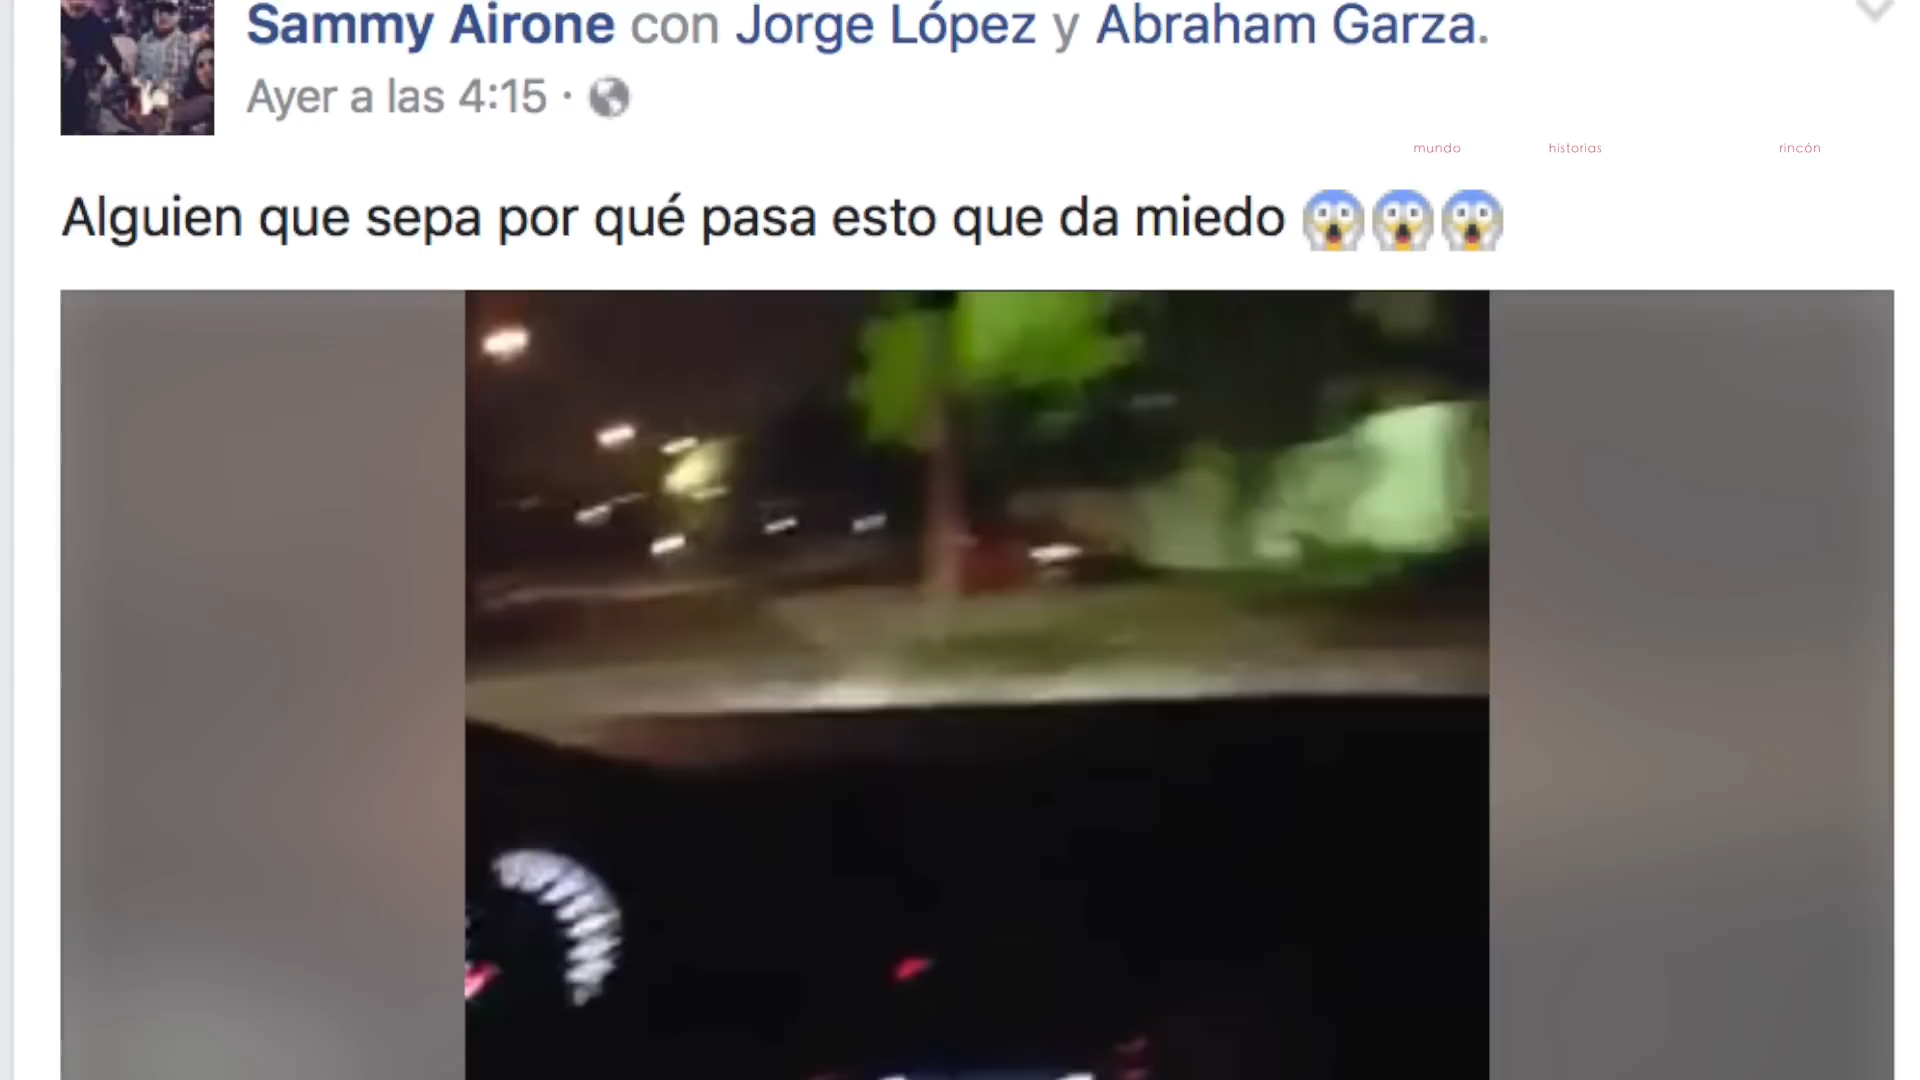 Sammy Airone con Jorge López y Abraham Garza.
Ayer a las 4:15 ·
mundo historias rincón
Alguien que sepa por qué pasa esto que da miedo 😱😱😱